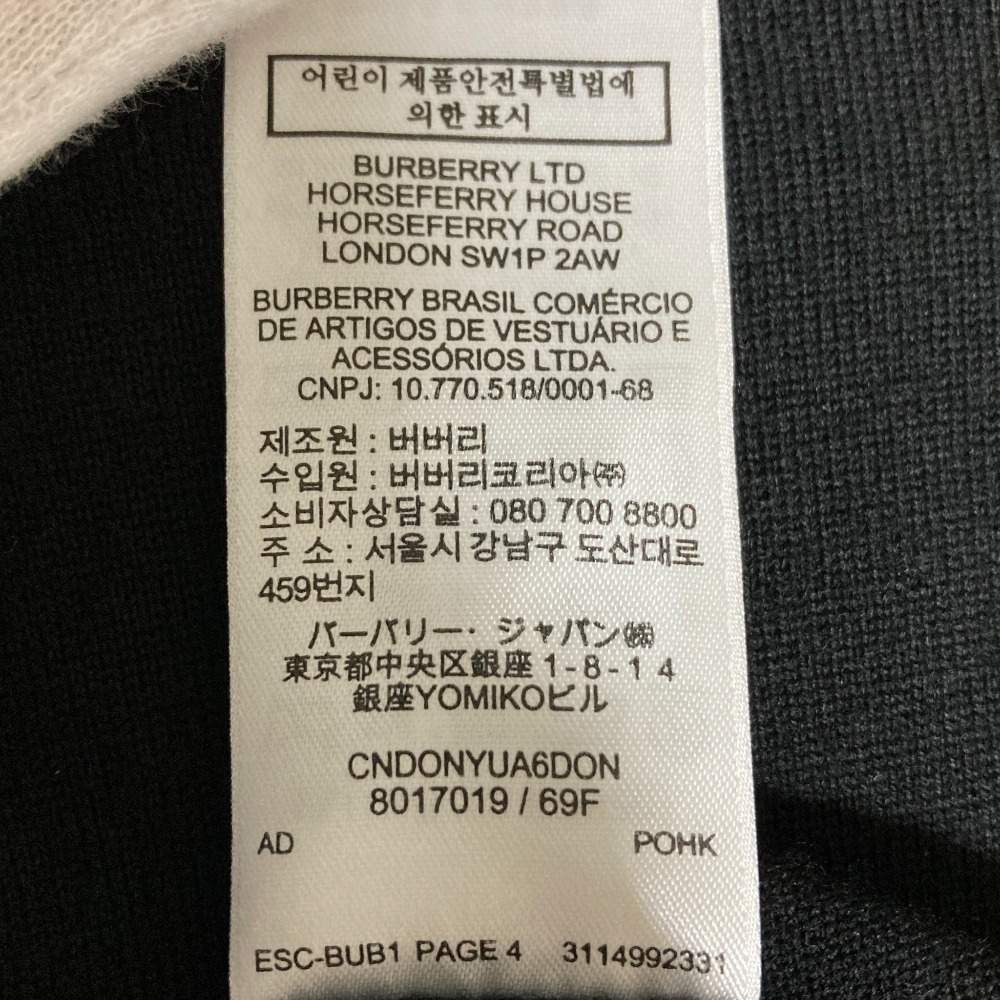 어린이 제품안전특별법에
의한 표시
BURBERRY LTD
HORSEFERRY HOUSE
HORSEFERRY ROAD
LONDON SW1P 2AW
BURBERRY BRASIL COMÉRCIO
DE ARTIGOS DE VESTUÁRIO E
ACESSÓRIOS LTDA.
CNPJ: 10.770.518/0001-68
제조원 : 버버리
수입원 : 버버리코리아㈜
소비자상담실 : 080 700 8800
주 소 : 서울시 강남구 도산대로
459번지
バーバリー・ジャパン㈱
東京都中央区銀座 1-8-1 4
銀座YOMIKOビル
CNDONYUA6DON
8017019 / 69F
AD POHK
ESC-BUB1 PAGE 4 3114992331